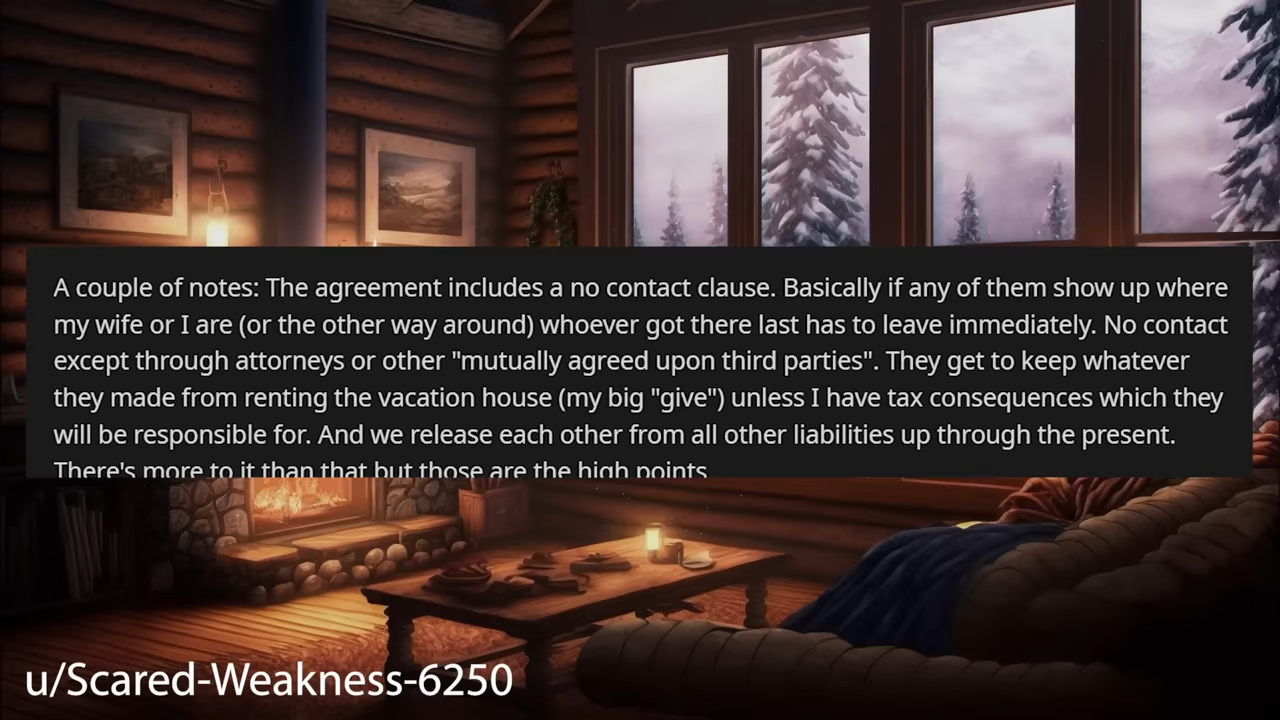 A couple of notes: The agreement includes a no contact clause. Basically if any of them show up where
my wife or I are (or the other way around) whoever got there last has to leave immediately. No contact
except through attorneys or other "mutually agreed upon third parties". They get to keep whatever
they made from renting the vacation house (my big "give") unless I have tax consequences which they
will be responsible for. And we release each other from all other liabilities up through the present.
There's more to it than that but those are the high points
u/Scared-Weakness-6250